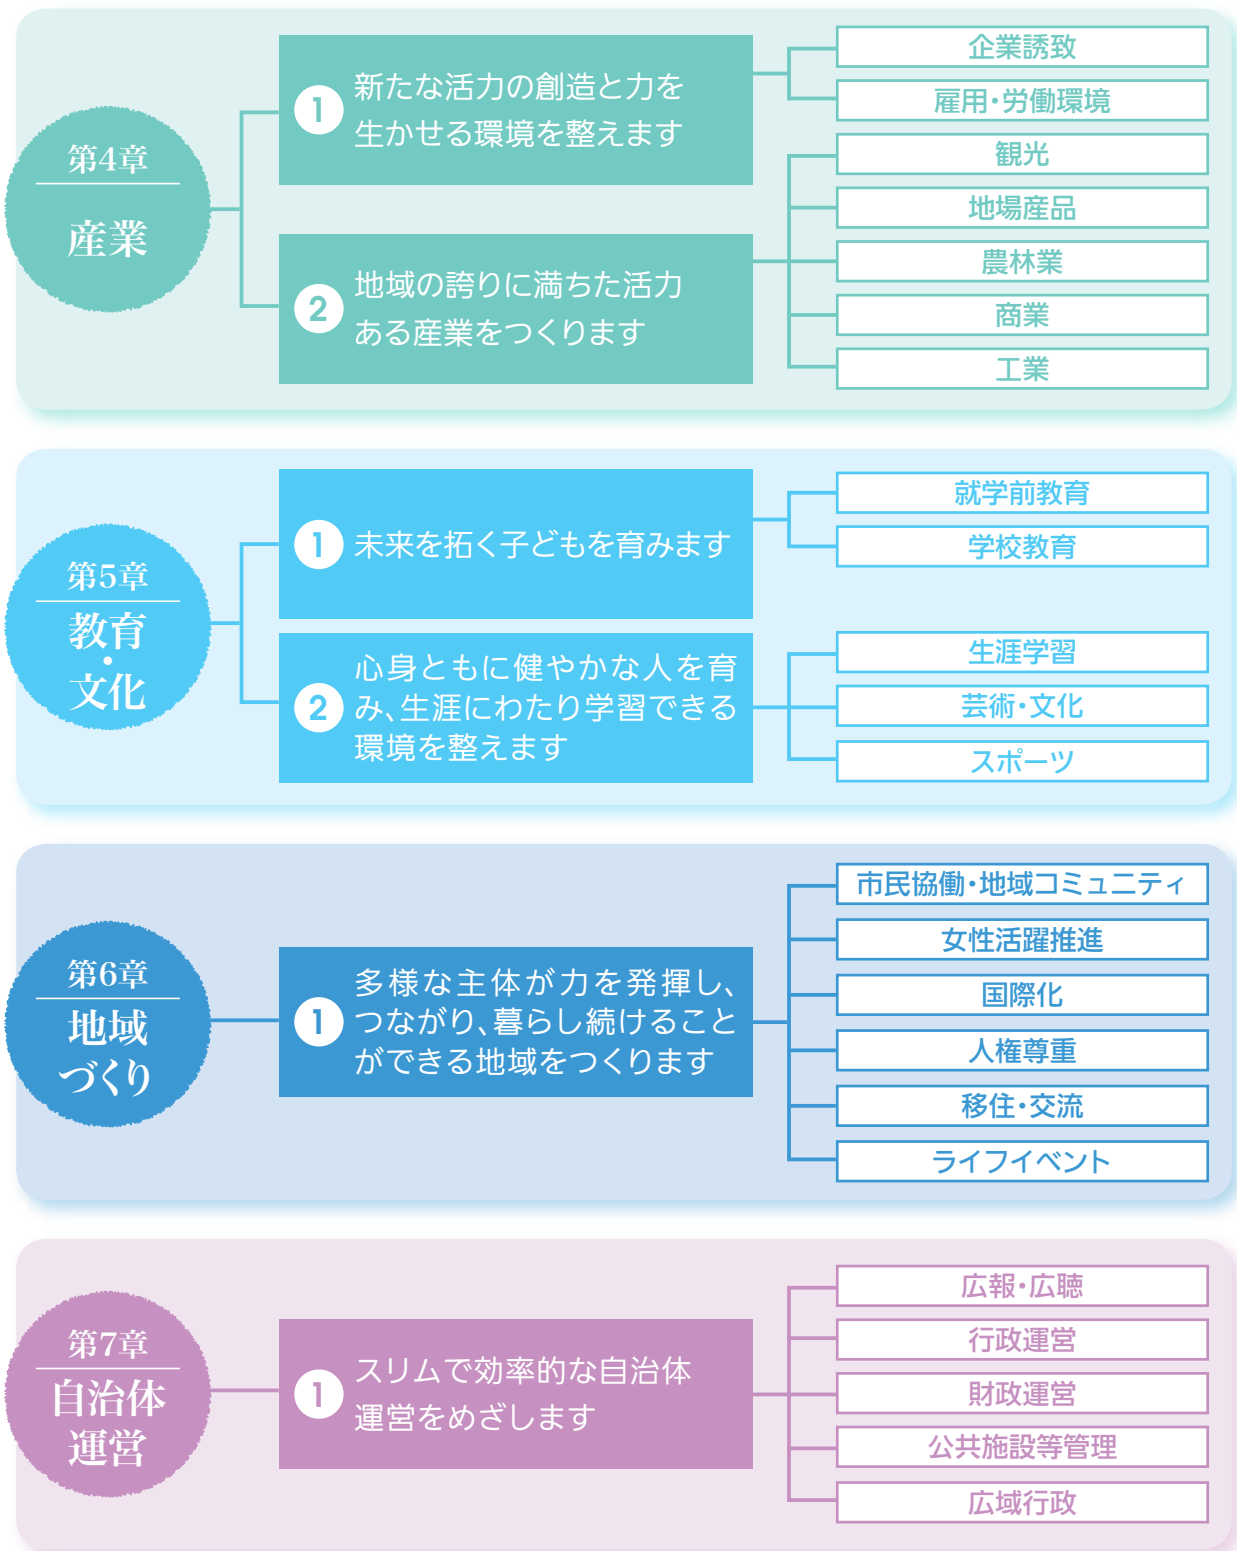 第4章
産業
1
新たな活力の創造と力を
生かせる環境を整えます
企業誘致
雇用・労働環境
2
地域の誇りに満ちた活力
ある産業をつくります
観光
地場産品
農林業
商業
工業
第5章
教育
・
文化
1
未来を拓く子どもを育みます
就学前教育
学校教育
2
心身ともに健やかな人を育
み、生涯にわたり学習できる
環境を整えます
生涯学習
芸術・文化
スポーツ
第6章
地域
づくり
1
多様な主体が力を発揮し、
つながり、暮らし続けること
ができる地域をつくります
市民協働・地域コミュニティ
女性活躍推進
国際化
人権尊重
移住・交流
ライフイベント
第7章
自治体
運営
1
スリムで効率的な自治体
運営をめざします
広報・広聴
行政運営
財政運営
公共施設等管理
広域行政